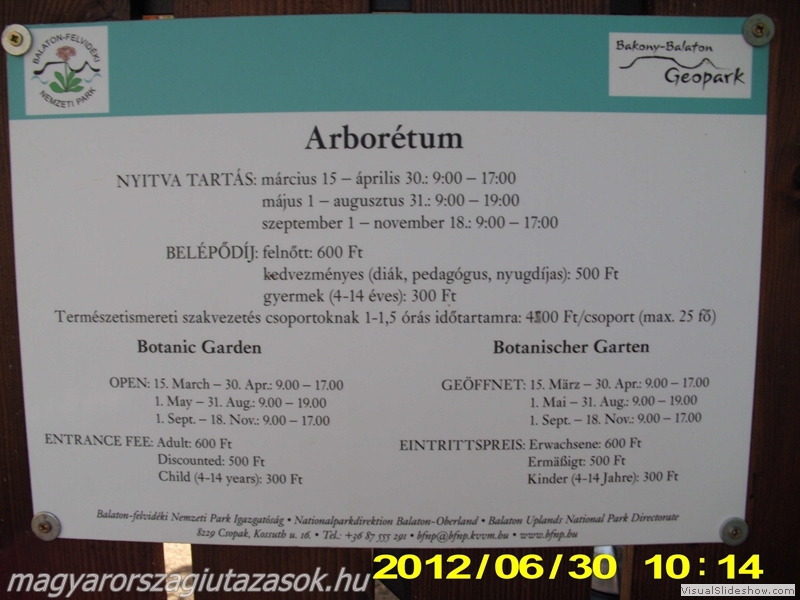 BALATON-FELVIDÉKI
NEMZETI PARK
Bakony-Balaton
Geopark
Arborétum
NYITVA TARTÁS: március 15 – április 30.: 9:00 – 17:00
május 1 – augusztus 31.: 9:00 – 19:00
szeptember 1 – november 18.: 9:00 – 17:00
BELÉPŐDÍJ: felnőtt: 600 Ft
kedvezményes (diák, pedagógus, nyugdíjas): 500 Ft
gyermek (4-14 éves): 300 Ft
Természetismereti szakvezetés csoportoknak 1-1,5 órás időtartamra: Ft/csoport (max. 25 fő)
Botanic Garden
OPEN: 15. March – 30. Apr.: 9.00 – 17.00
1. May – 31. Aug.: 9.00 – 19.00
1. Sept. – 18. Nov.: 9.00 – 17.00
ENTRANCE FEE: Adult: 600 Ft
Discounted: 500 Ft
Child (4-14 years): 300 Ft
Botanischer Garten
GEÖFFNET: 15. März – 30. Apr.: 9.00 – 17.00
1. Mai – 31. Aug.: 9.00 – 19.00
1. Sept. – 18. Nov.: 9.00 – 17.00
EINTRITTSPREIS: Erwachsene: 600 Ft
Ermäßigt: 500 Ft
Kinder (4-14 Jahre): 300 Ft
Balaton-felvidéki Nemzeti Park Igazgatóság • Nationalparkdirektion Balaton-Oberland • Balaton Uplands National Park Directorate
8229 Csopak, Kossuth u. 16. • Tel.: +36 87 555 291 • bfnp@bfnp.kvvm.hu • www.bfnp.hu
magyarorszagiutazasok.hu
2012/06/30 10:14
VisualSlideshow.com